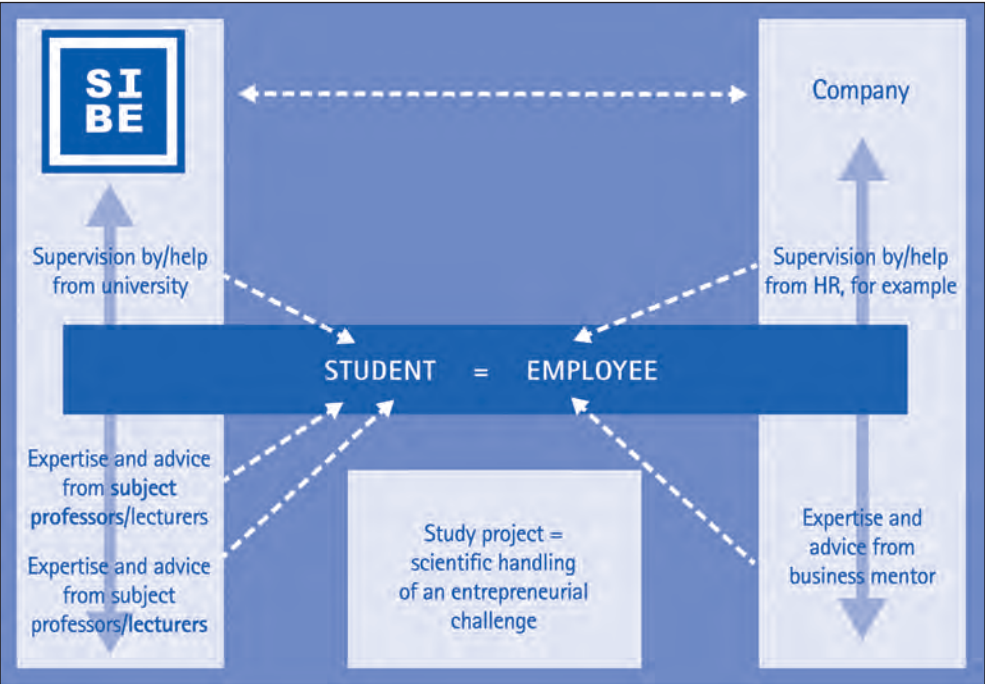 SI
BE
Company
Supervision by/help
from university
Supervision by/help
from HR, for example
STUDENT = EMPLOYEE
Expertise and advice
from subject
professors/lecturers
Expertise and advice
from subject
professors/lecturers
Study project =
scientific handling
of an entrepreneurial
challenge
Expertise and
advice from
business mentor